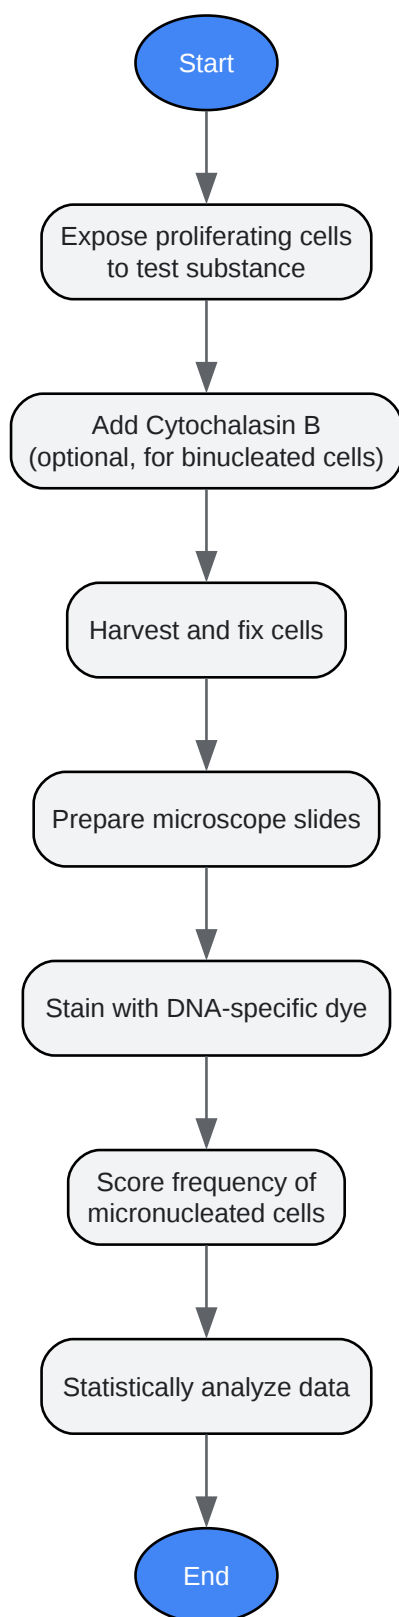 Start
Expose proliferating cells
to test substance
Add Cytochalasin B
(optional, for binucleated cells)
Harvest and fix cells
Prepare microscope slides
Stain with DNA-specific dye
Score frequency of
micronucleated cells
Statistically analyze data
End